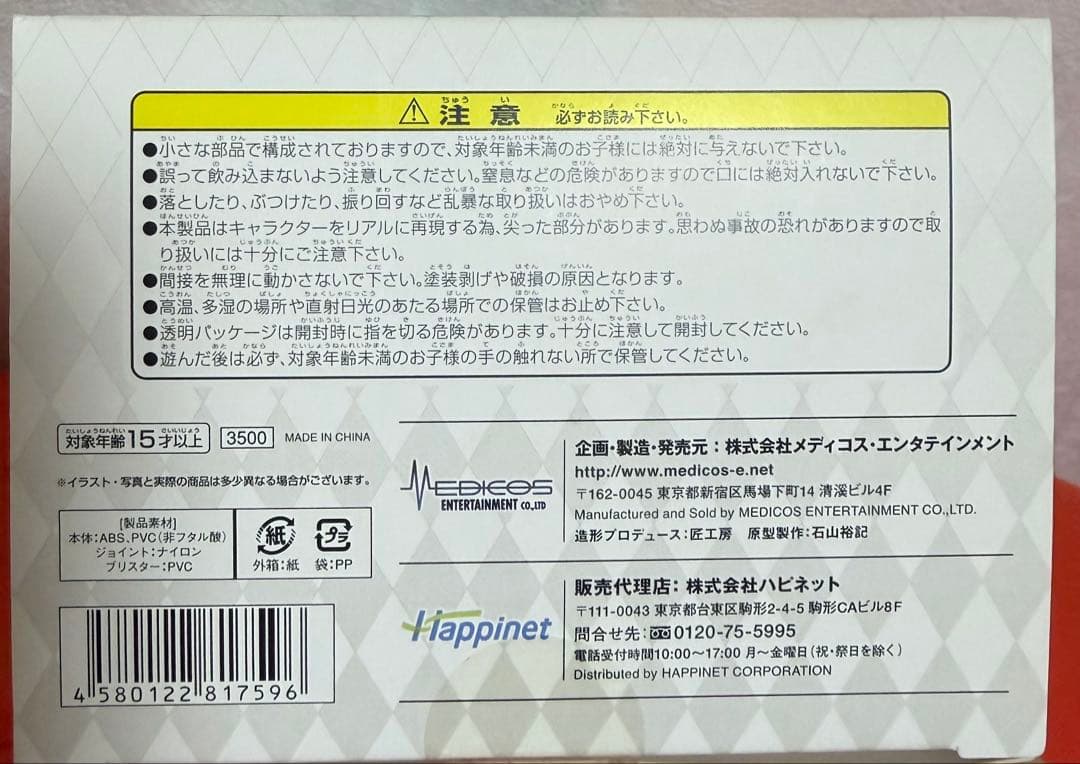 ⚠注意 必ずお読み下さい。
●小さな部品で構成されておりますので、対象年齢未満のお子様には絶対に与えないで下さい。
●誤って飲み込まないよう注意してください。窒息などの危険がありますので口には絶対入れないで下さい。
●落としたり、ぶつけたり、振り回すなど乱暴な取り扱いはおやめ下さい。
●本製品はキャラクターをリアルに再現する為、尖った部分があります。思わぬ事故の恐れがありますので取
り扱いには十分にご注意下さい。
●間接を無理に動かさないで下さい。塗装剥げや破損の原因となります。
●高温、多湿の場所や直射日光のあたる場所での保管はお止め下さい。
●透明パッケージは開封時に指を切る危険があります。十分に注意して開封してください。
●遊んだ後は必ず、対象年齢未満のお子様の手の触れない所で保管してください。
対象年齢15才以上 3500 MADE IN CHINA
※イラスト・写真と実際の商品は多少異なる場合がございます。
[製品素材]
本体:ABS、PVC(非フタル酸)
ジョイント:ナイロン
ブリスター:PVC
紙 プラ
外箱:紙 袋:PP
4 580122 817596
MEDICOS
ENTERTAINMENT CO.,LTD
企画・製造・発売元:株式会社メディコス・エンタテインメント
http://www.medicos-e.net
〒162-0045 東京都新宿区馬場下町14 清溪ビル4F
Manufactured and Sold by MEDICOS ENTERTAINMENT CO.,LTD.
造形プロデュース:匠工房 原型製作:石山裕記
Happinet
販売代理店:株式会社ハピネット
〒111-0043 東京都台東区駒形2-4-5 駒形CAビル8F
問合せ先:0120-75-5995
電話受付時間10:00〜17:00 月〜金曜日(祝・祭日を除く)
Distributed by HAPPINET CORPORATION